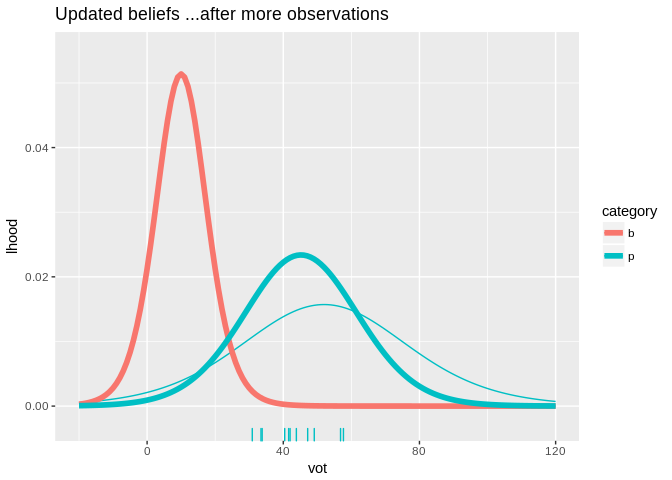 Updated beliefs ...after more observations
lhood
0.04
0.02
0.00
0
40
80
120
vot
category
b
p